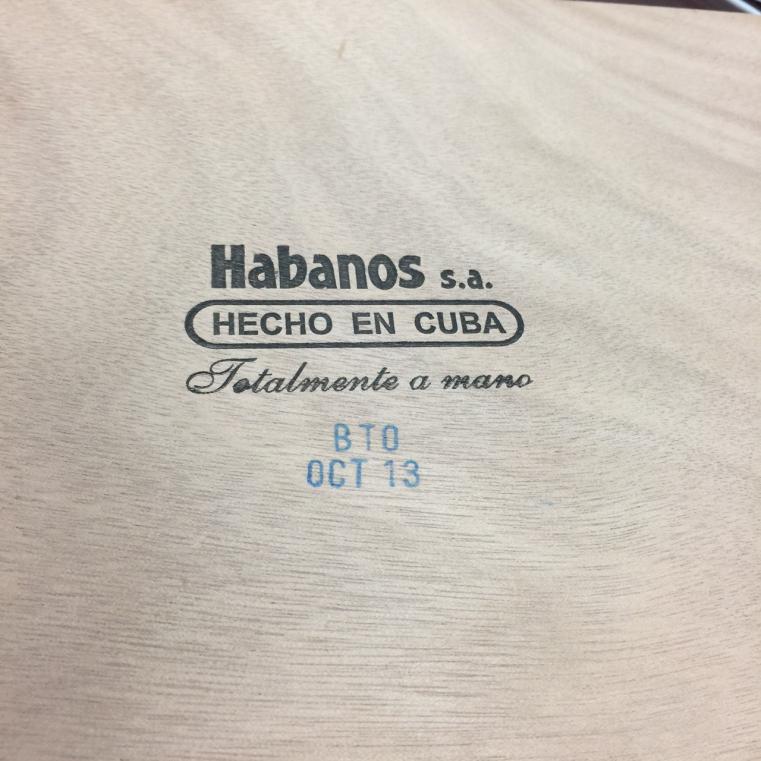 Habanos s.a.
HECHO EN CUBA
Totalmente a mano
BTO
OCT 13